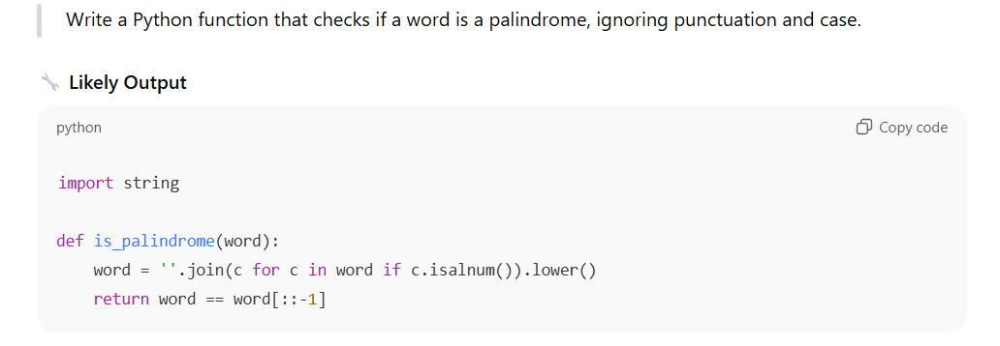 Write a Python function that checks if a word is a palindrome, ignoring punctuation and case.
🔧 Likely Output
python Copy code
import string
def is_palindrome(word):
    word = ''.join(c for c in word if c.isalnum()).lower()
    return word == word[::-1]